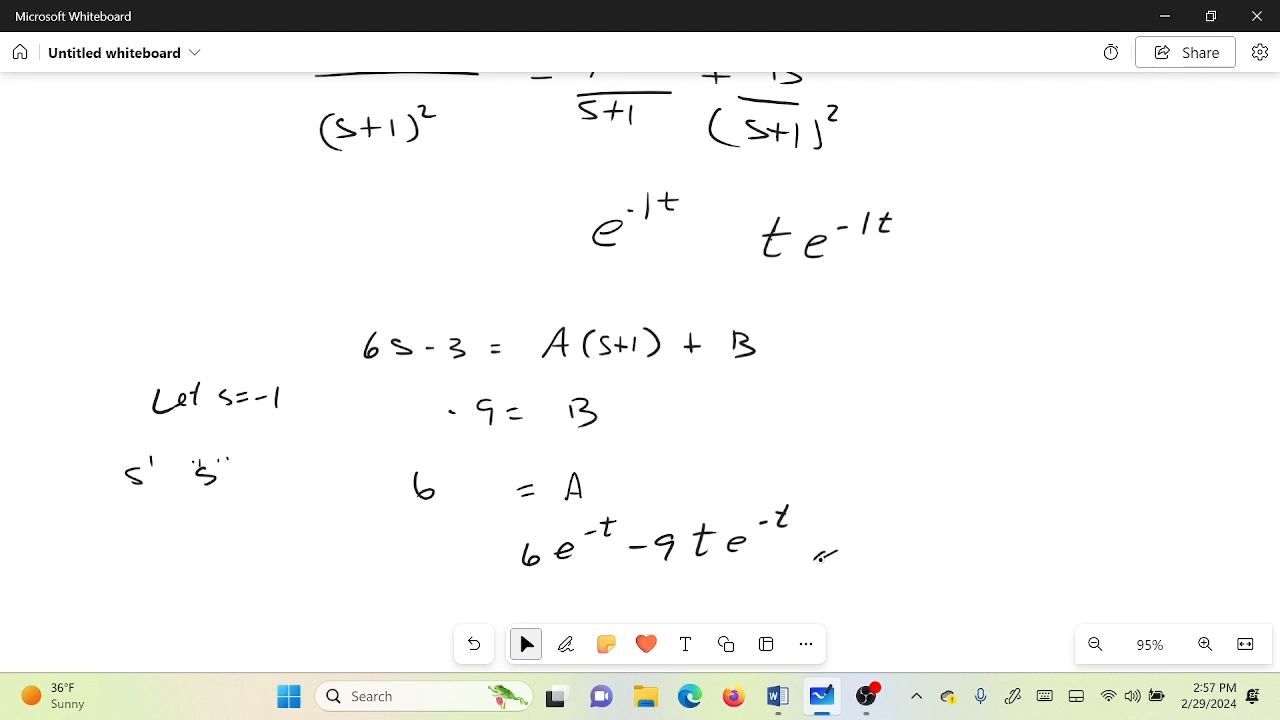 Microsoft Whiteboard
Untitled whiteboard
Share
(s+1)² = s+1 + B (s+1)²
e^-1t te^-1t
6s - 3 = A(s+1) + B
Let s=-1
-9 = B
s' s''
6 = A
6e^-t - 9te^-t
T
95%
36°F
Sunny
Search
2:57 PM
2/29/2024